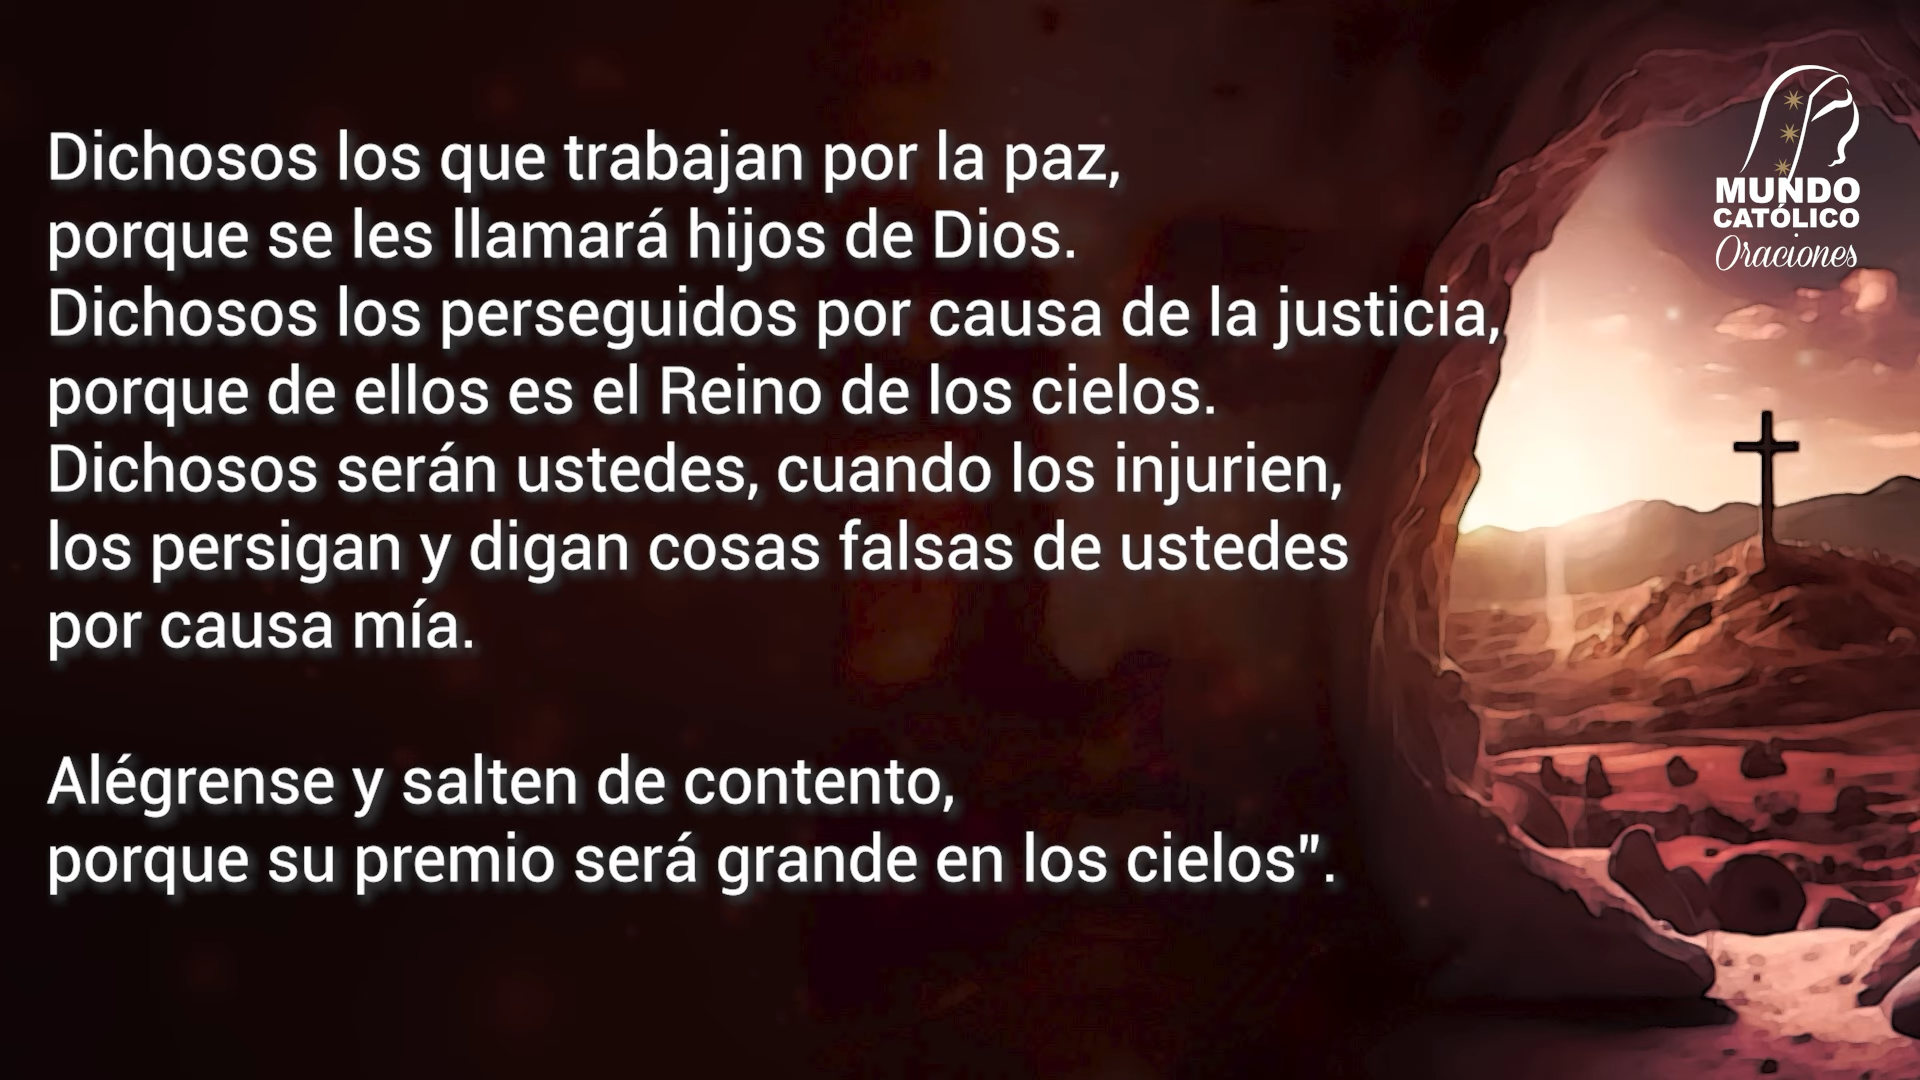 Dichosos los que trabajan por la paz,
porque se les llamará hijos de Dios.
Dichosos los perseguidos por causa de la justicia,
porque de ellos es el Reino de los cielos.
Dichosos serán ustedes, cuando los injurien,
los persigan y digan cosas falsas de ustedes
por causa mía.
Alégrense y salten de contento,
porque su premio será grande en los cielos".
MUNDO
CATÓLICO
Oraciones